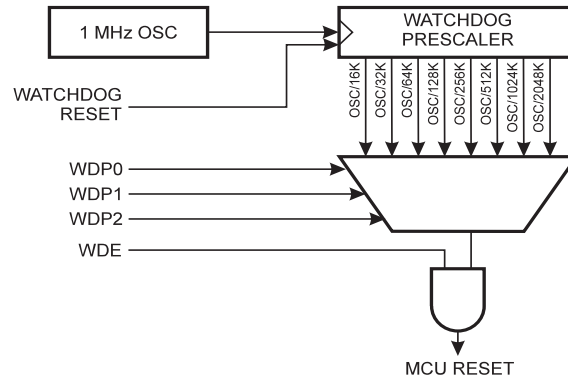 1 MHz OSC
WATCHDOG
PRESCALER
WATCHDOG
RESET
OSC/16K
OSC/32K
OSC/64K
OSC/128K
OSC/256K
OSC/512K
OSC/1024K
OSC/2048K
WDP0
WDP1
WDP2
WDE
MCU RESET